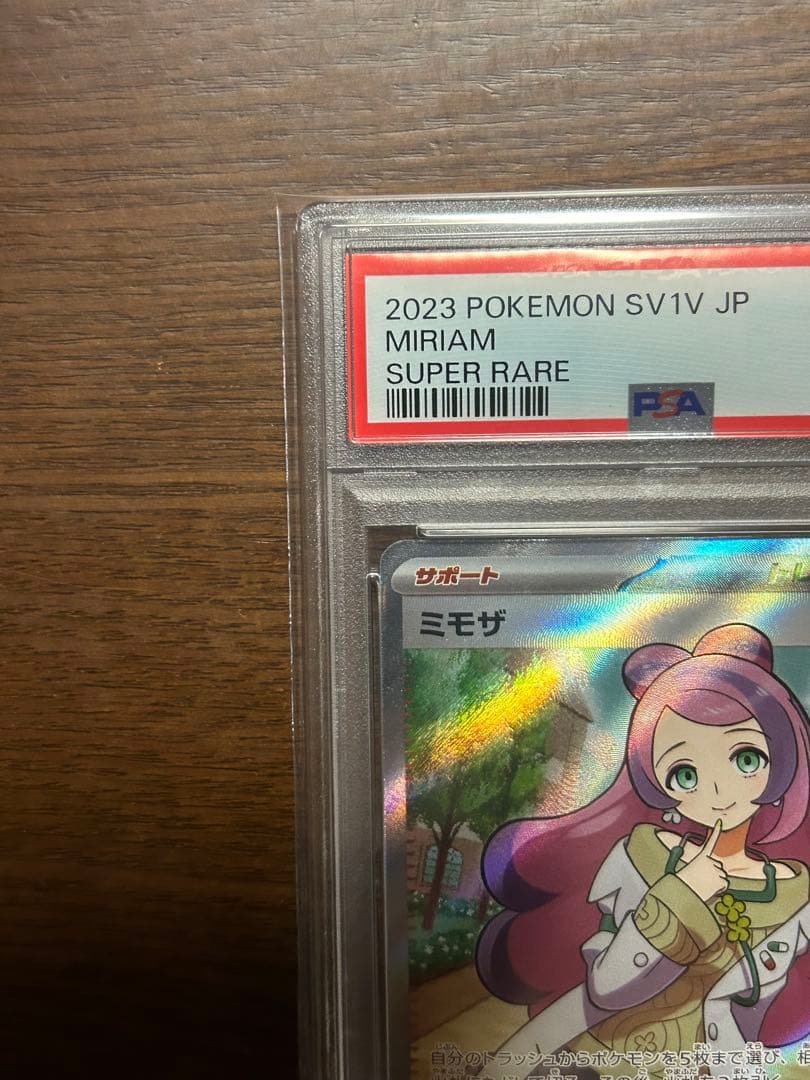 2023 POKEMON SV1V JP
MIRIAM
SUPER RARE
PSA
サポート
ミモザ
自分のトラッシュからポケモンを5枚まで選び、相